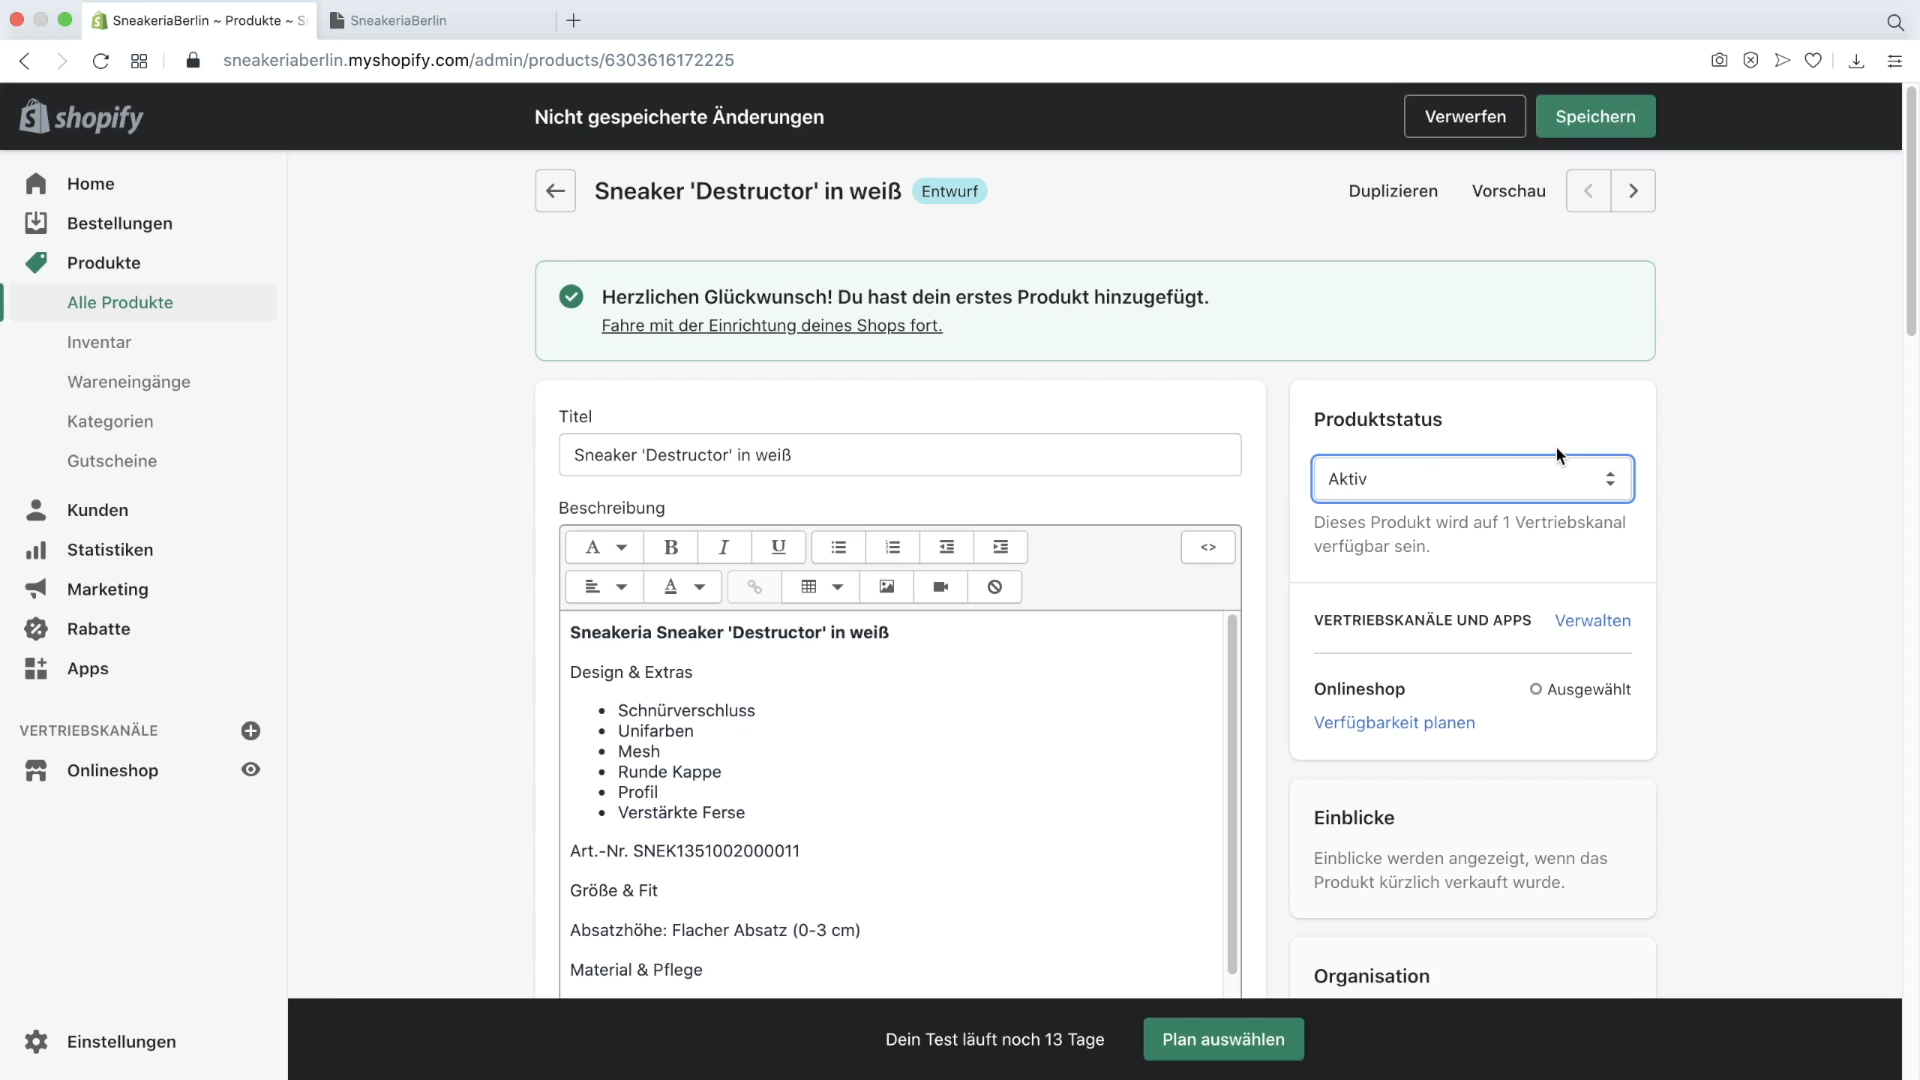 SneakeriaBerlin ~ Produkte ~ S
SneakeriaBerlin
sneakeriaberlin.myshopify.com/admin/products/6303616172225
shopify
Nicht gespeicherte Änderungen
Verwerfen
Speichern
Home
Bestellungen
Produkte
Alle Produkte
Inventar
Wareneingänge
Kategorien
Gutscheine
Kunden
Statistiken
Marketing
Rabatte
Apps
VERTRIEBSKANÄLE
Onlineshop
Einstellungen
Sneaker 'Destructor' in weiß
Entwurf
Duplizieren
Vorschau
Herzlichen Glückwunsch! Du hast dein erstes Produkt hinzugefügt.
Fahre mit der Einrichtung deines Shops fort.
Titel
Sneaker 'Destructor' in weiß
Beschreibung
A B I U <>
A
Sneakeria Sneaker 'Destructor' in weiß
Design & Extras
Schnürverschluss
Unifarben
Mesh
Runde Kappe
Profil
Verstärkte Ferse
Art.-Nr. SNEK1351002000011
Größe & Fit
Absatzhöhe: Flacher Absatz (0-3 cm)
Material & Pflege
Produktstatus
Aktiv
Dieses Produkt wird auf 1 Vertriebskanal
verfügbar sein.
VERTRIEBSKANÄLE UND APPS
Verwalten
Onlineshop
Ausgewählt
Verfügbarkeit planen
Einblicke
Einblicke werden angezeigt, wenn das
Produkt kürzlich verkauft wurde.
Organisation
Dein Test läuft noch 13 Tage
Plan auswählen